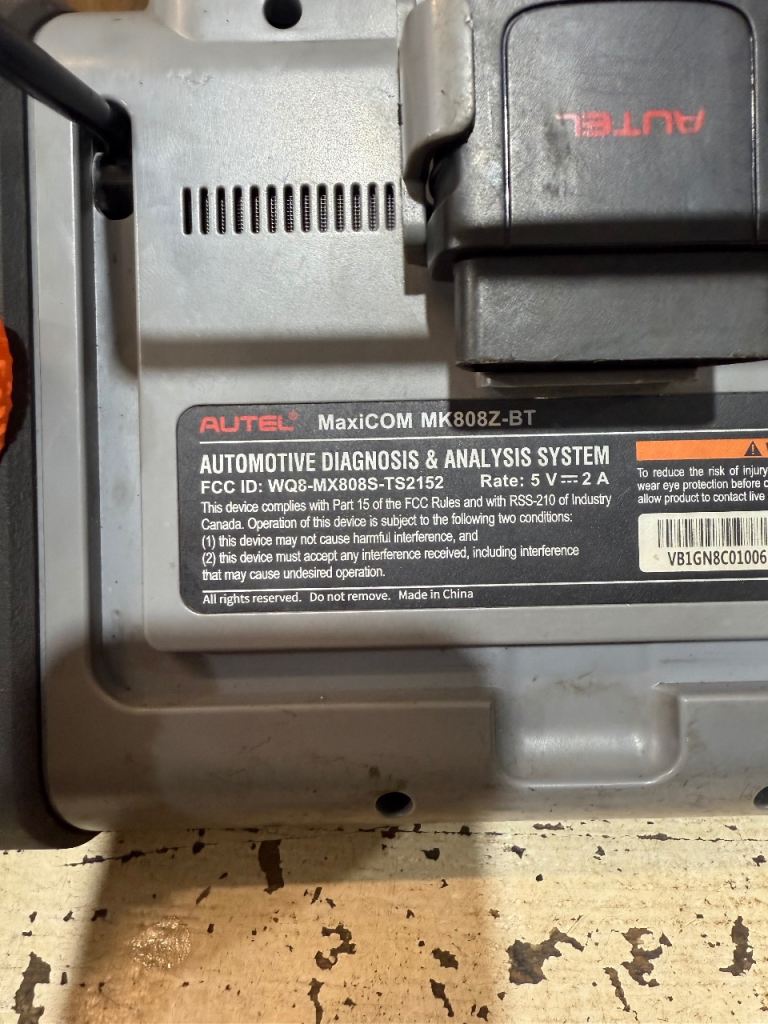 AUTEL
AUTEL® MaxiCOM MK808Z-BT
AUTOMOTIVE DIAGNOSIS & ANALYSIS SYSTEM
FCC ID: WQ8-MX808S-TS2152 Rate: 5 V⎓2 A
This device complies with Part 15 of the FCC Rules and with RSS-210 of Industry
Canada. Operation of this device is subject to the following two conditions:
(1) this device may not cause harmful interference, and
(2) this device must accept any interference received, including interference
that may cause undesired operation.
All rights reserved. Do not remove. Made in China
To reduce the risk of injury
wear eye protection before
allow product to contact live
VB1GN8C01006